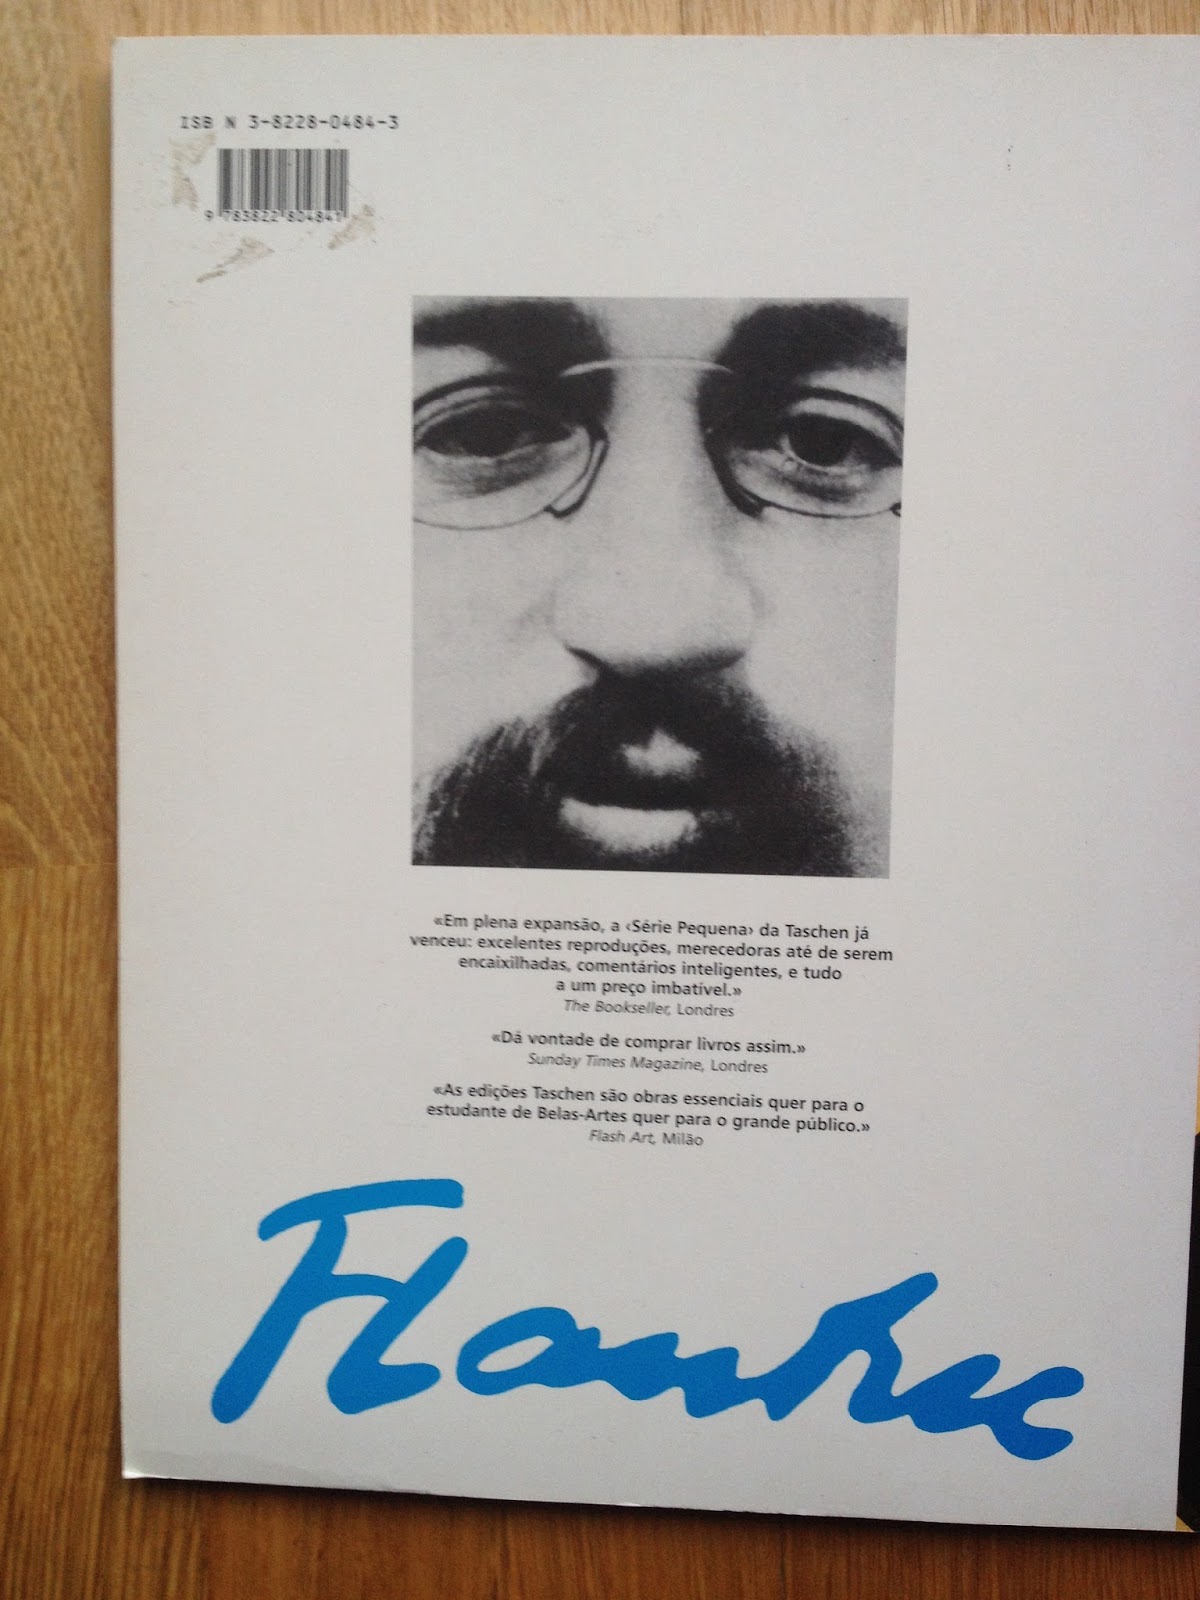 ISB N 3-8228-0484-3
9 783822 804841
«Em plena expansão, a ‹Série Pequena› da Taschen já
venceu: excelentes reproduções, merecedoras até de serem
encaixilhadas, comentários inteligentes, e tudo
a um preço imbatível.»
The Bookseller, Londres
«Dá vontade de comprar livros assim.»
Sunday Times Magazine, Londres
«As edições Taschen são obras essenciais quer para o
estudante de Belas-Artes quer para o grande público.»
Flash Art, Milão